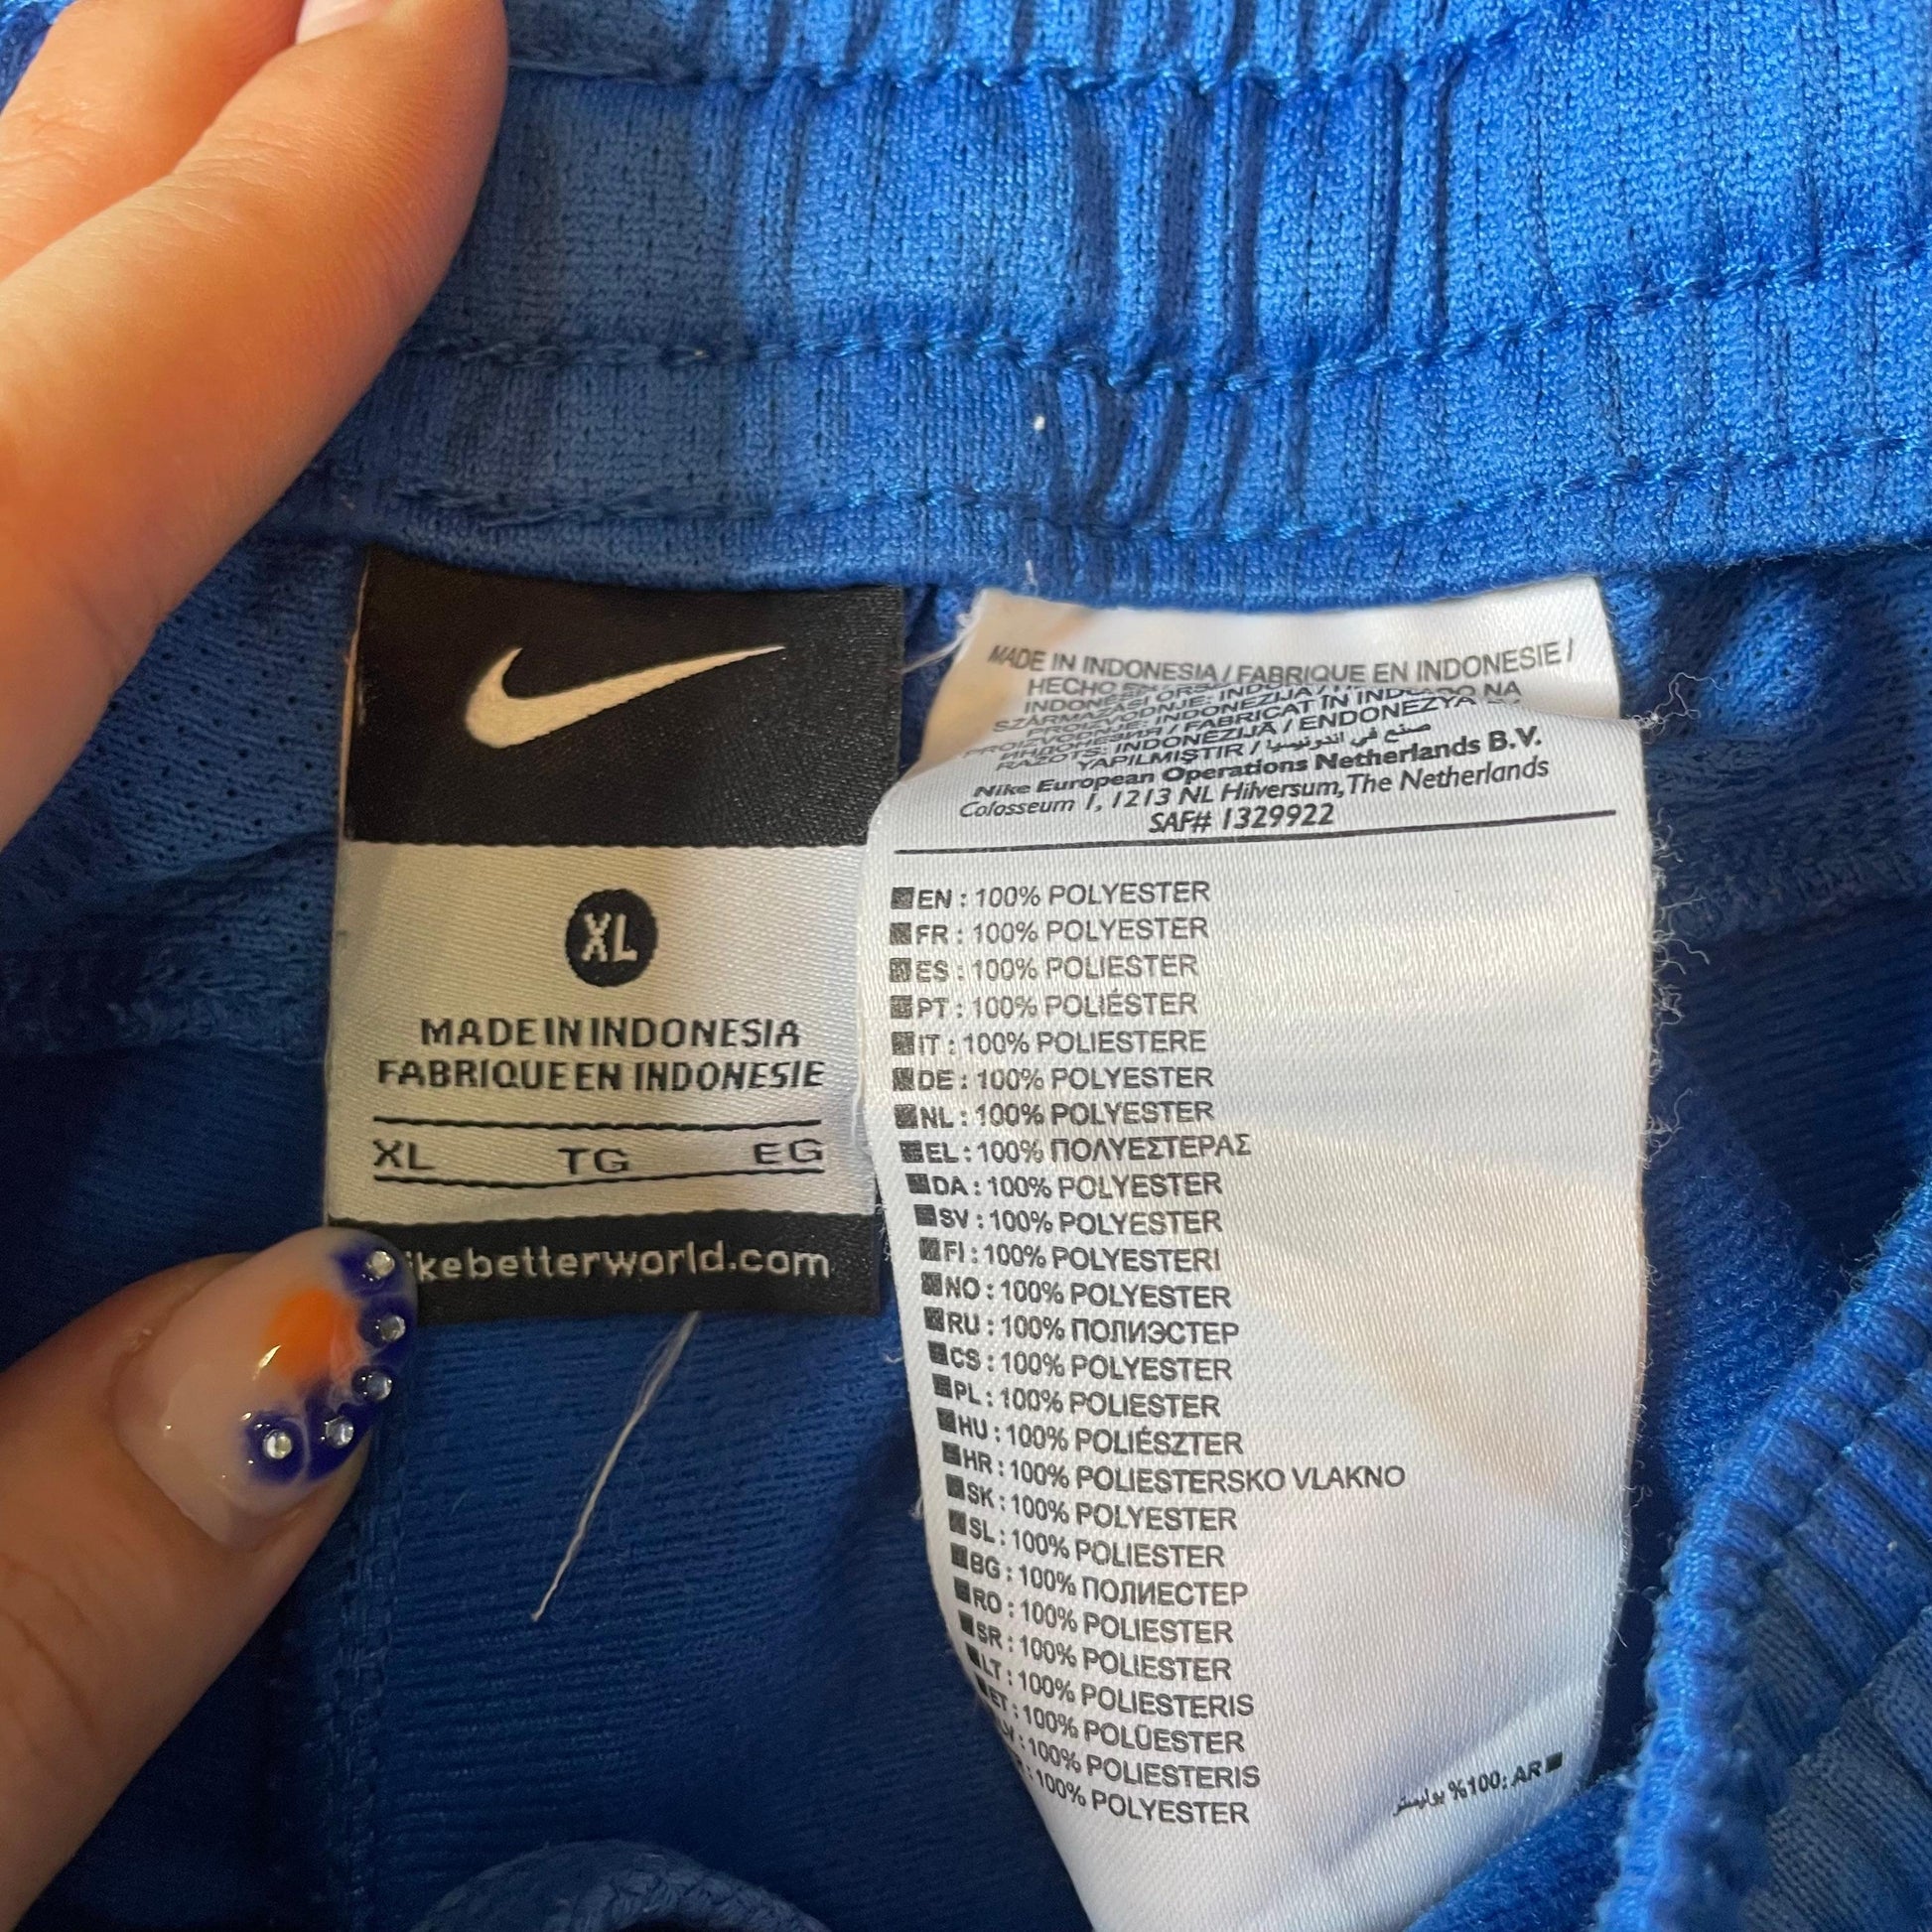 XL
MADE IN INDONESIA
FABRIQUE EN INDONESIE
XL TG EG
kebetterworld.com
MADE IN INDONESIA / FABRIQUE EN INDONESIE /
HECHO
YAPILMIŞTIR / صنع في اندونيسيا
Nike European Operations Netherlands B.V.
Colosseum 1, 1213 NL Hilversum, The Netherlands
SAF# 1329922
EN : 100% POLYESTER
FR : 100% POLYESTER
ES : 100% POLIESTER
PT : 100% POLIÉSTER
IT : 100% POLIESTERE
DE : 100% POLYESTER
NL : 100% POLYESTER
EL : 100% ΠΟΛΥΕΣΤΕΡΑΣ
DA : 100% POLYESTER
SV : 100% POLYESTER
FI : 100% POLYESTERI
NO : 100% POLYESTER
RU : 100% ПОЛИЭСТЕР
CS : 100% POLYESTER
PL : 100% POLIESTER
HU : 100% POLIÉSZTER
HR : 100% POLIESTERSKO VLAKNO
SK : 100% POLYESTER
SL : 100% POLIESTER
BG : 100% ПОЛИЕСТЕР
RO : 100% POLIESTER
SR : 100% POLIESTER
LT : 100% POLIESTERIS
ET : 100% POLÜESTER
LV : 100% POLIESTERIS
: 100% POLYESTER
بوليستر %100: AR